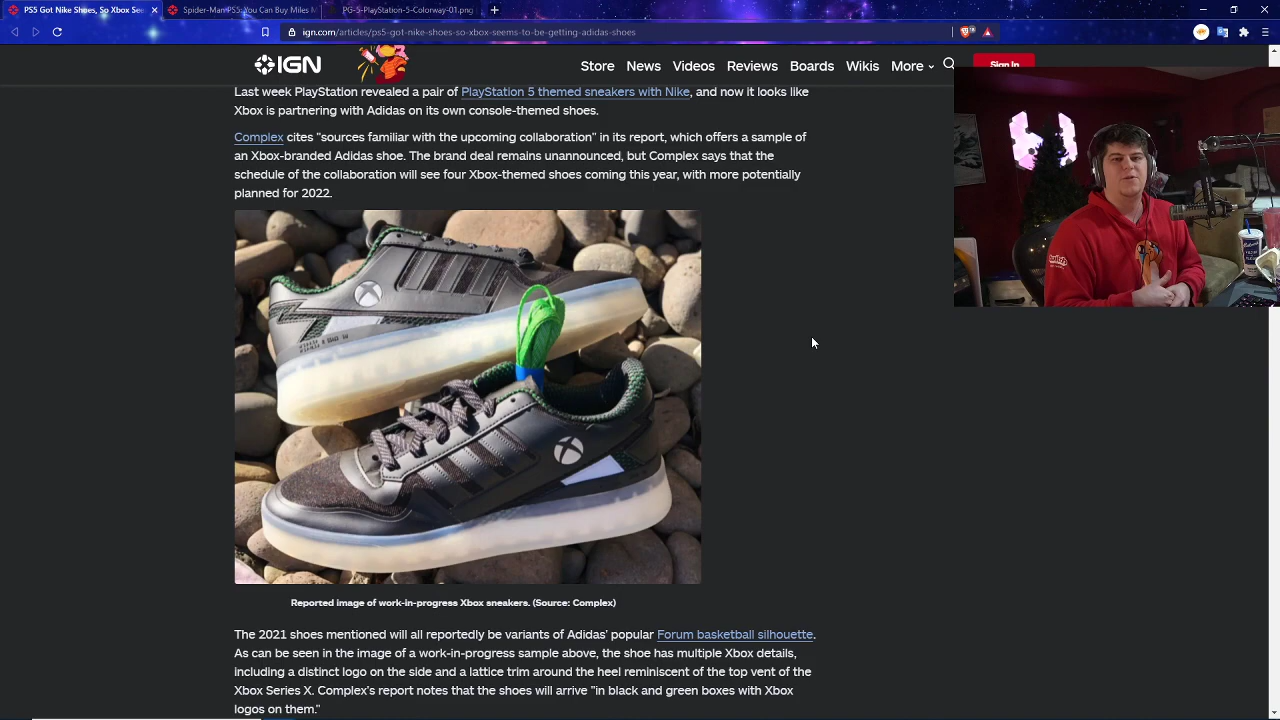 PS5 Got Nike Shoes, So Xbox See
Spider-Man PS5: You Can Buy Miles M
PG-5-PlayStation-5-Colorway-01.png
ign.com/articles/ps5-got-nike-shoes-so-xbox-seems-to-be-getting-adidas-shoes
IGN
Store News Videos Reviews Boards Wikis More
Sign In
Last week PlayStation revealed a pair of PlayStation 5 themed sneakers with Nike, and now it looks like
Xbox is partnering with Adidas on its own console-themed shoes.
Complex cites "sources familiar with the upcoming collaboration" in its report, which offers a sample of
an Xbox-branded Adidas shoe. The brand deal remains unannounced, but Complex says that the
schedule of the collaboration will see four Xbox-themed shoes coming this year, with more potentially
planned for 2022.
Reported image of work-in-progress Xbox sneakers. (Source: Complex)
The 2021 shoes mentioned will all reportedly be variants of Adidas' popular Forum basketball silhouette.
As can be seen in the image of a work-in-progress sample above, the shoe has multiple Xbox details,
including a distinct logo on the side and a lattice trim around the heel reminiscent of the top vent of the
Xbox Series X. Complex's report notes that the shoes will arrive "in black and green boxes with Xbox
logos on them."